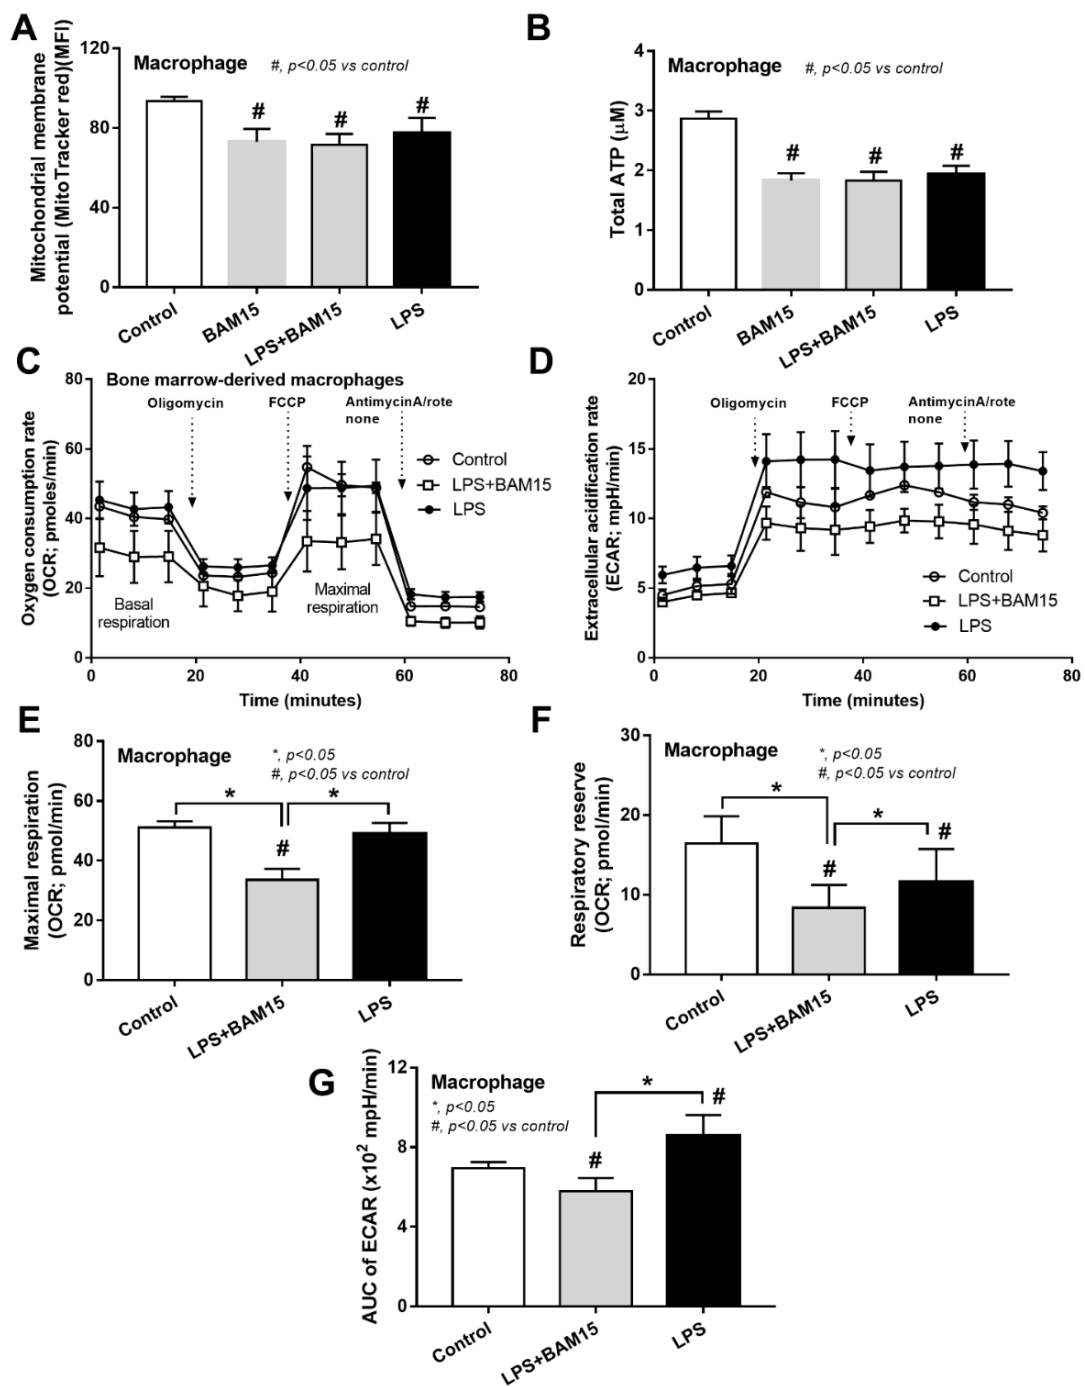 A
Mitochondrial membrane
potential (MitoTracker red)(MFI)
120
80
40
0
Macrophage
#, p<0.05 vs control
#
#
#
Control
BAM15
LPS+BAM15
LPS
B
Total ATP (μM)
4
3
2
1
0
Macrophage
#, p<0.05 vs control
#
#
#
Control
BAM15
LPS+BAM15
LPS
C
Oxygen consumption rate
(OCR; pmoles/min)
80
60
40
20
0
Bone marrow-derived macrophages
Oligomycin
FCCP
AntimycinA/rote
none
Control
LPS+BAM15
LPS
Basal
respiration
Maximal
respiration
0
20
40
60
80
Time (minutes)
D
Extracellular acidification rate
(ECAR; mpH/min)
20
15
10
5
0
Oligomycin
FCCP
AntimycinA/rote
none
Control
LPS+BAM15
LPS
0
20
40
60
80
Time (minutes)
E
Maximal respiration
(OCR; pmol/min)
80
60
40
20
0
Macrophage
*, p<0.05
#, p<0.05 vs control
*
*
#
Control
LPS+BAM15
LPS
F
Respiratory reserve
(OCR; pmol/min)
30
20
10
0
Macrophage
*, p<0.05
#, p<0.05 vs control
*
*
#
#
Control
LPS+BAM15
LPS
G
AUC of ECAR (x10² mpH/min)
12
8
4
0
Macrophage
*, p<0.05
#, p<0.05 vs control
*
#
#
Control
LPS+BAM15
LPS